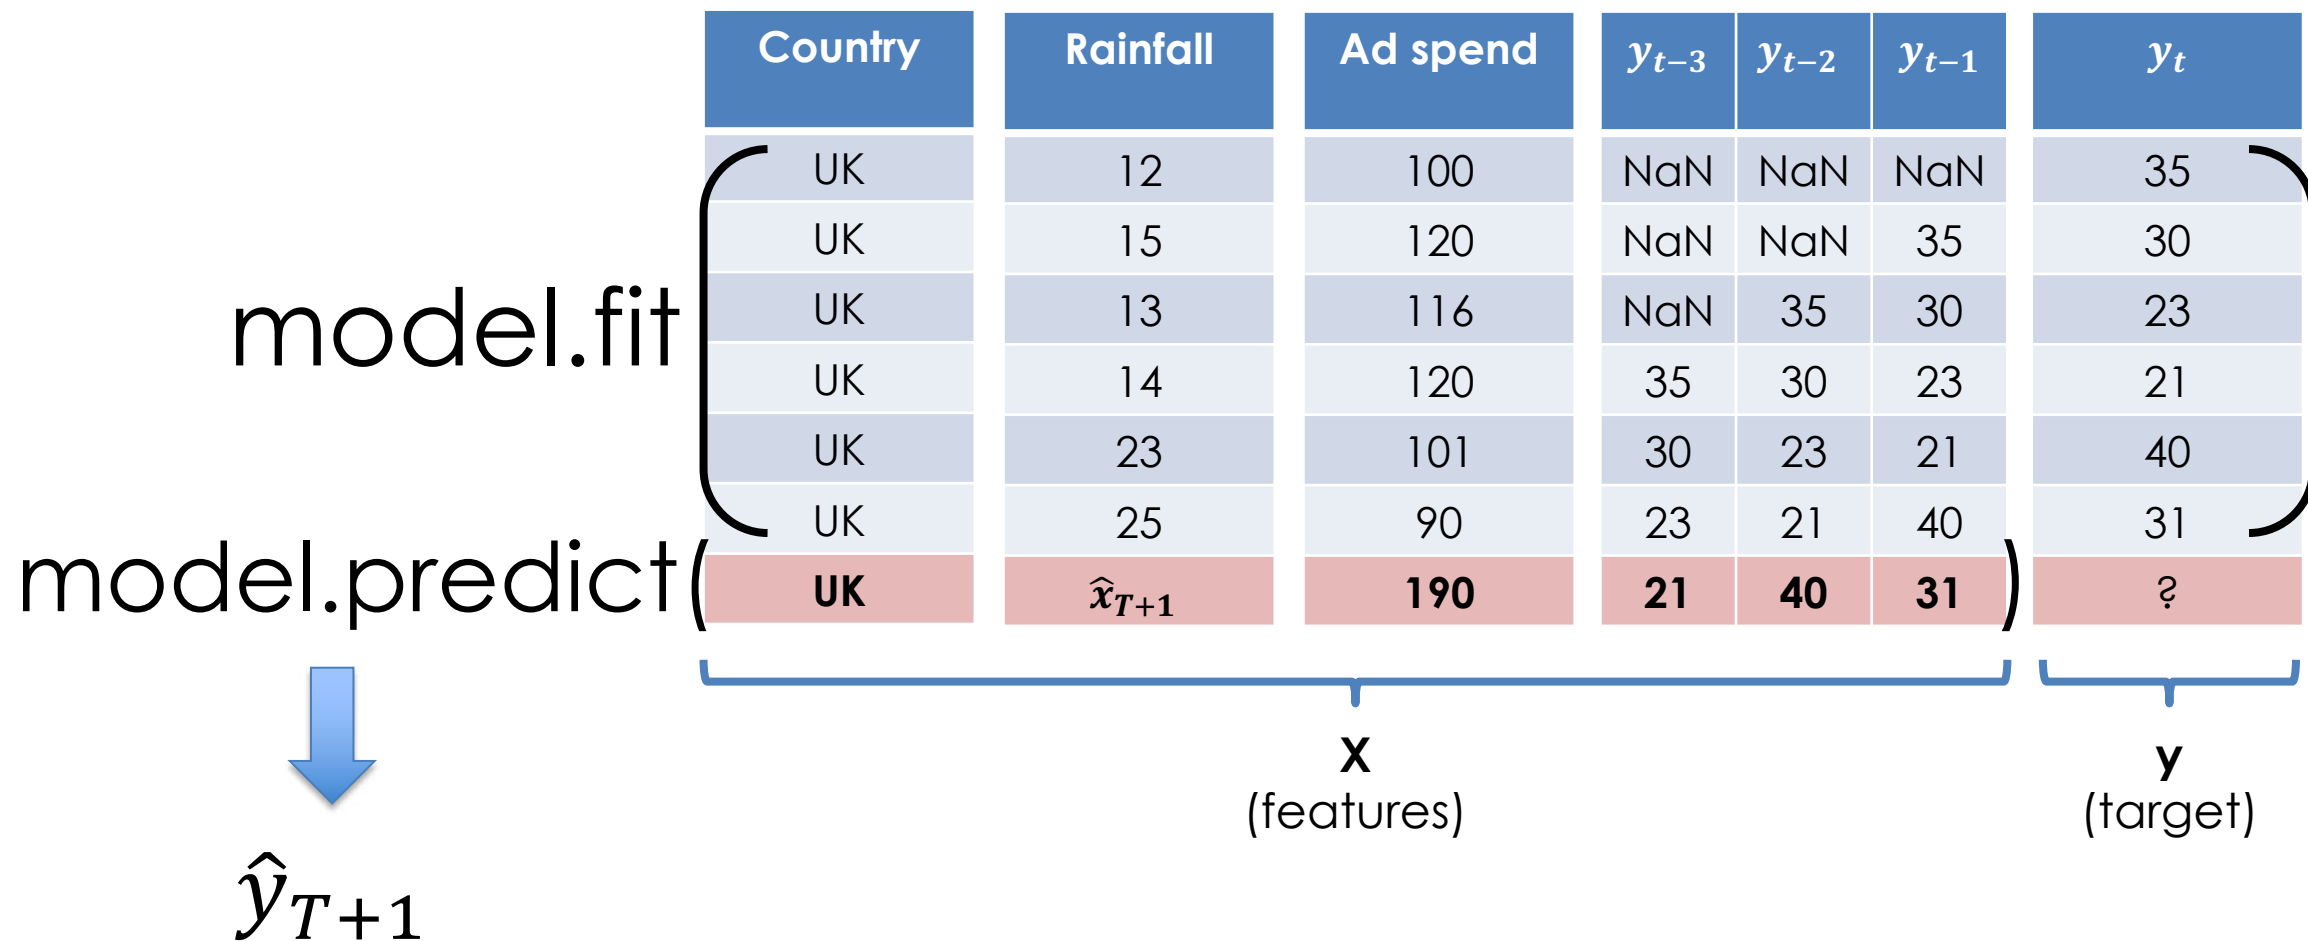 Country Rainfall Ad spend y_{t−3} y_{t−2} y_{t−1} y_t
UK 12 100 NaN NaN NaN 35
UK 15 120 NaN NaN 35 30
model.fit( UK 13 116 NaN 35 30 23 )
UK 14 120 35 30 23 21
UK 23 101 30 23 21 40
UK 25 90 23 21 40 31
model.predict( UK x̂_{T+1} 190 21 40 31 ) ?
X y
(features) (target)
ŷ_{T+1}